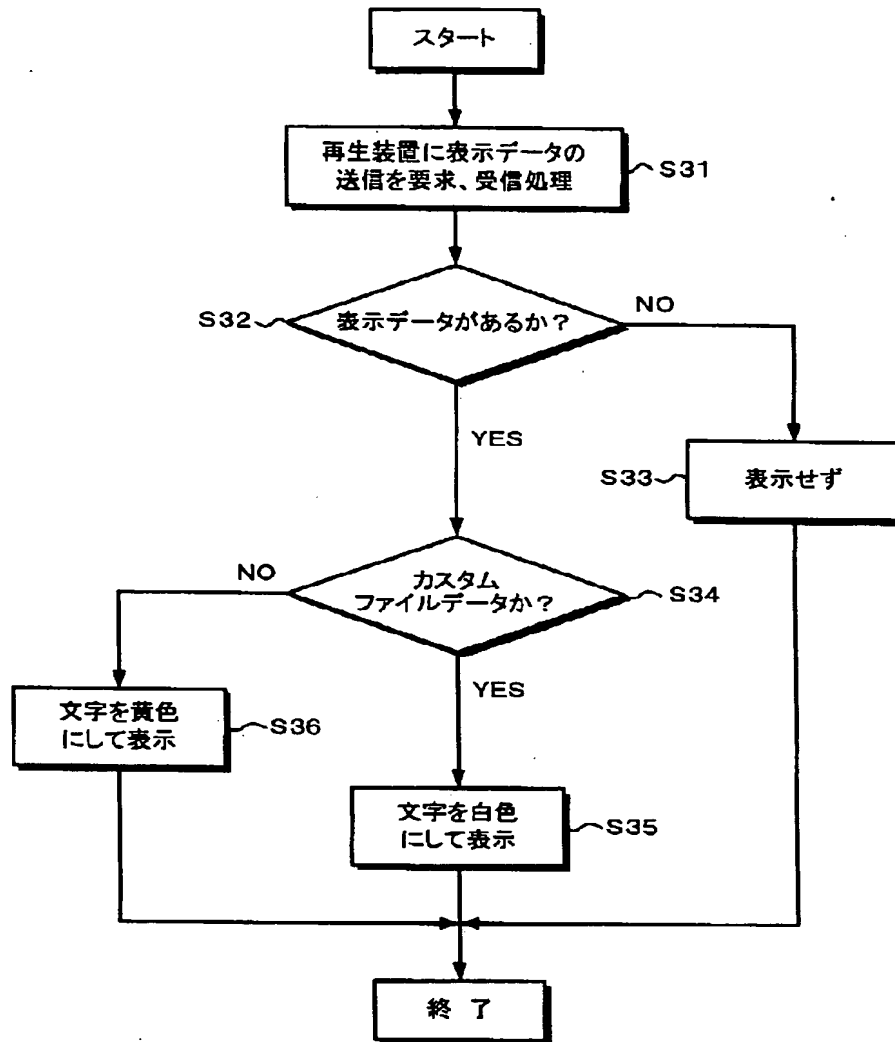 スタート
再生装置に表示データの
送信を要求、受信処理
S31
S32
表示データがあるか？
NO
YES
S33
表示せず
NO
カスタム
ファイルデータか？
S34
YES
文字を黄色
にして表示
S36
文字を白色
にして表示
S35
終 了